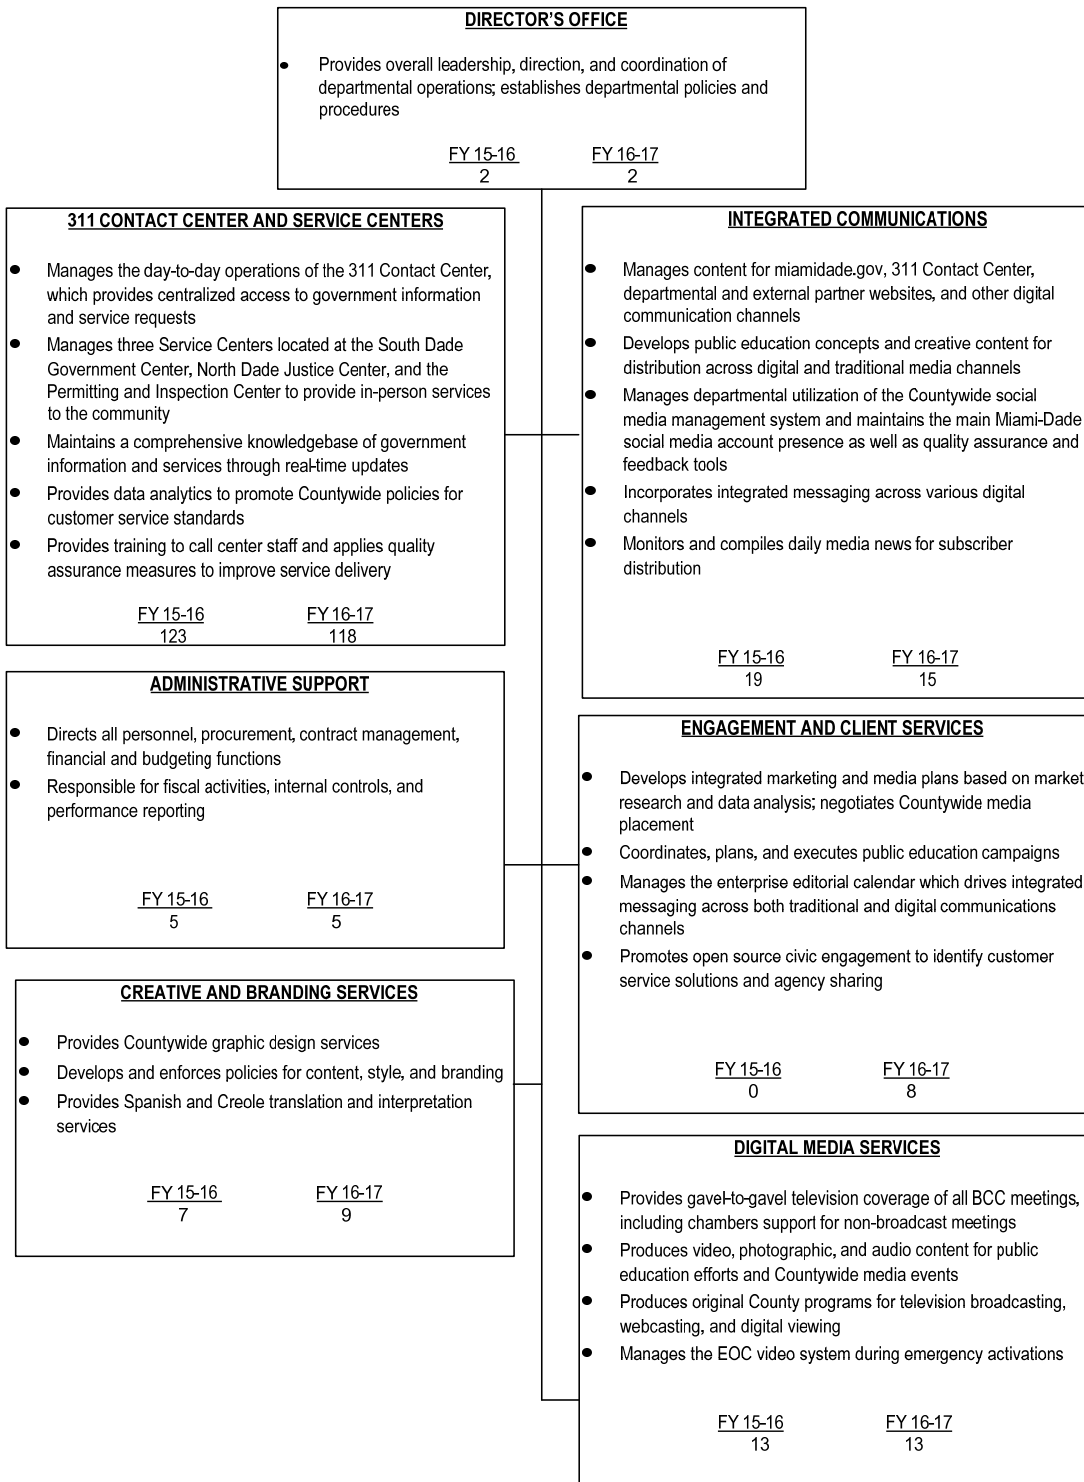 DIRECTOR'S OFFICE
● Provides overall leadership, direction, and coordination of
departmental operations; establishes departmental policies and
procedures
FY 15-16 FY 16-17
2 2
311 CONTACT CENTER AND SERVICE CENTERS
● Manages the day-to-day operations of the 311 Contact Center,
which provides centralized access to government information
and service requests
● Manages three Service Centers located at the South Dade
Government Center, North Dade Justice Center, and the
Permitting and Inspection Center to provide in-person services
to the community
● Maintains a comprehensive knowledgebase of government
information and services through real-time updates
● Provides data analytics to promote Countywide policies for
customer service standards
● Provides training to call center staff and applies quality
assurance measures to improve service delivery
FY 15-16 FY 16-17
123 118
INTEGRATED COMMUNICATIONS
● Manages content for miamidade.gov, 311 Contact Center,
departmental and external partner websites, and other digital
communication channels
● Develops public education concepts and creative content for
distribution across digital and traditional media channels
● Manages departmental utilization of the Countywide social
media management system and maintains the main Miami-Dade
social media account presence as well as quality assurance and
feedback tools
● Incorporates integrated messaging across various digital
channels
● Monitors and compiles daily media news for subscriber
distribution
FY 15-16 FY 16-17
19 15
ADMINISTRATIVE SUPPORT
● Directs all personnel, procurement, contract management,
financial and budgeting functions
● Responsible for fiscal activities, internal controls, and
performance reporting
FY 15-16 FY 16-17
5 5
ENGAGEMENT AND CLIENT SERVICES
● Develops integrated marketing and media plans based on market
research and data analysis; negotiates Countywide media
placement
● Coordinates, plans, and executes public education campaigns
● Manages the enterprise editorial calendar which drives integrated
messaging across both traditional and digital communications
channels
● Promotes open source civic engagement to identify customer
service solutions and agency sharing
FY 15-16 FY 16-17
0 8
CREATIVE AND BRANDING SERVICES
● Provides Countywide graphic design services
● Develops and enforces policies for content, style, and branding
● Provides Spanish and Creole translation and interpretation
services
FY 15-16 FY 16-17
7 9
DIGITAL MEDIA SERVICES
● Provides gavel-to-gavel television coverage of all BCC meetings,
including chambers support for non-broadcast meetings
● Produces video, photographic, and audio content for public
education efforts and Countywide media events
● Produces original County programs for television broadcasting,
webcasting, and digital viewing
● Manages the EOC video system during emergency activations
FY 15-16 FY 16-17
13 13